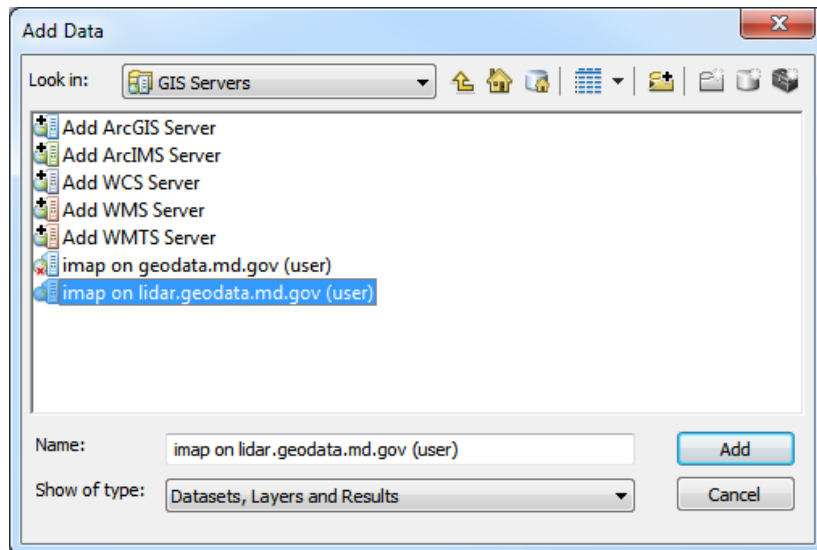 Add Data
Look in: GIS Servers
Add ArcGIS Server
Add ArcIMS Server
Add WCS Server
Add WMS Server
Add WMTS Server
imap on geodata.md.gov (user)
imap on lidar.geodata.md.gov (user)
Name: imap on lidar.geodata.md.gov (user) Add
Show of type: Datasets, Layers and Results Cancel